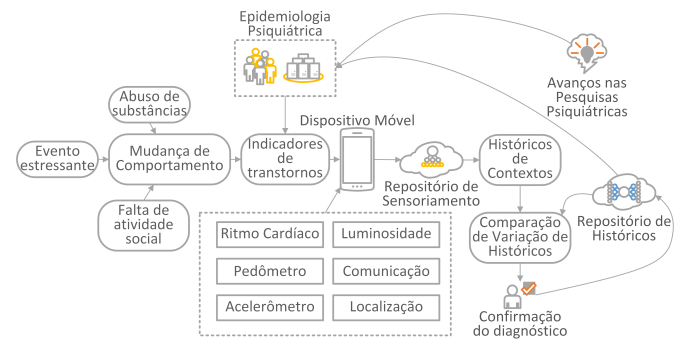 Epidemiologia
Psiquiátrica
Avanços nas
Pesquisas
Psiquiátricas
Abuso de
substâncias
Evento
estressante
Mudança de
Comportamento
Falta de
atividade
social
Indicadores
de
transtornos
Dispositivo Móvel
Repositório de
Sensoriamento
Históricos
de
Contextos
Ritmo Cardíaco
Luminosidade
Pedômetro
Comunicação
Acelerômetro
Localização
Comparação
de Variação de
Históricos
Repositório de
Históricos
Confirmação
do diagnóstico